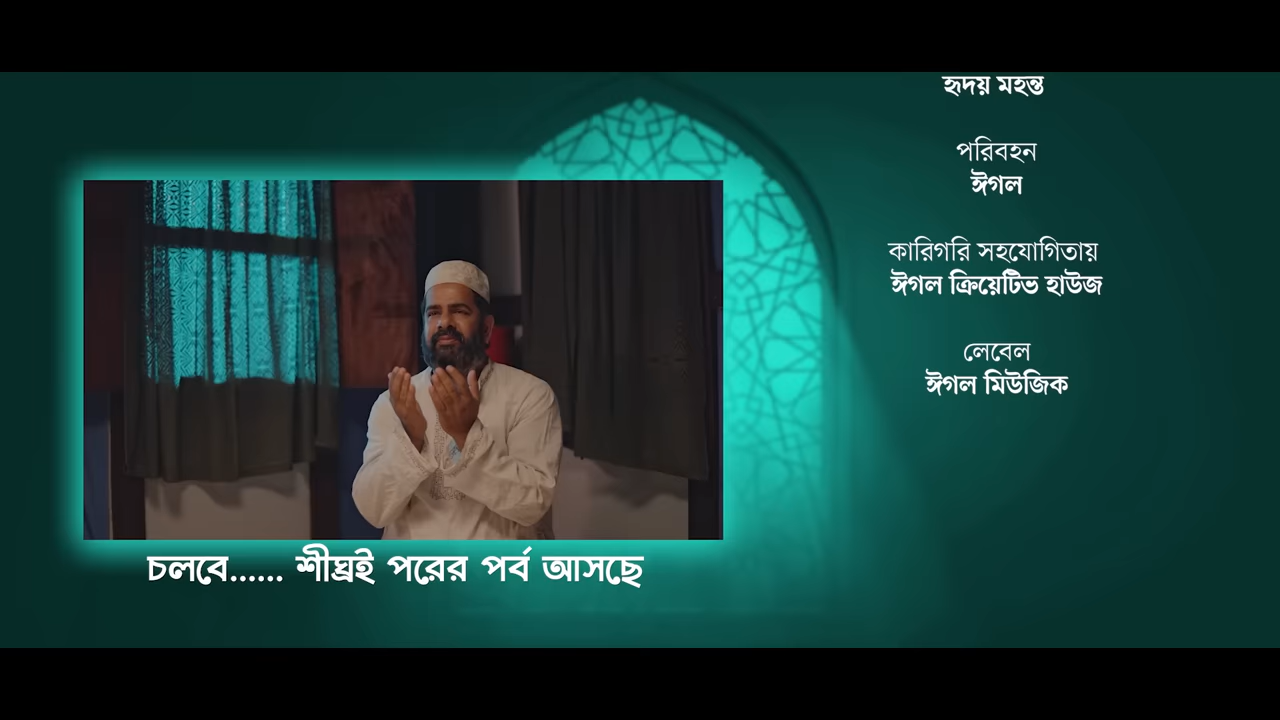 হৃদয় মহন্ত
পরিবহন
ঈগল
কারিগরি সহযোগিতায়
ঈগল ক্রিয়েটিভ হাউজ
লেবেল
ঈগল মিউজিক
চলবে...... শীঘ্রই পরের পর্ব আসছে